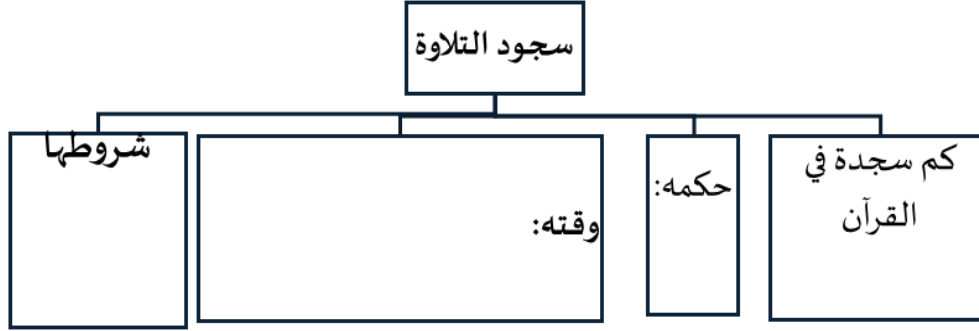 سجود التلاوة
كم سجدة في
القرآن
حكمه:
وقته:
شروطها